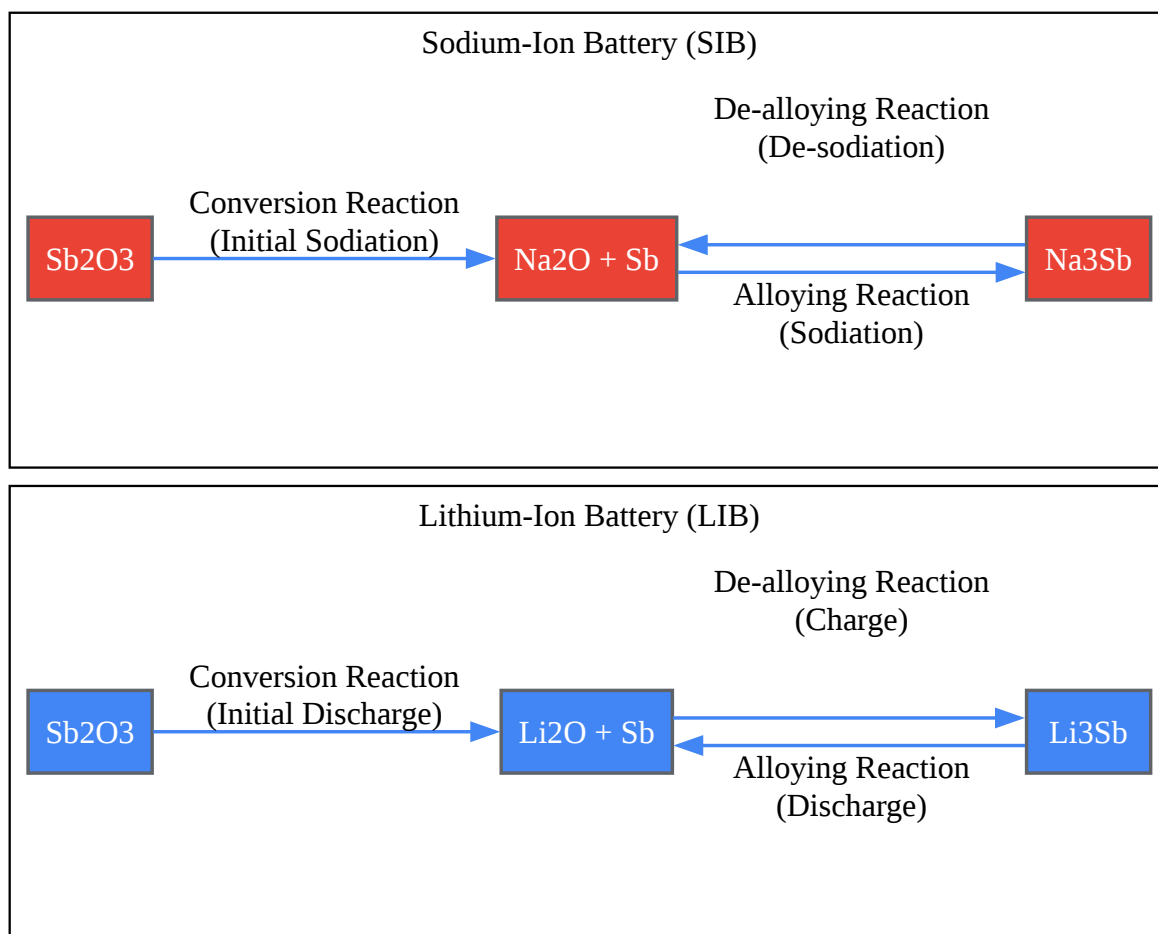 Sodium-Ion Battery (SIB)
De-alloying Reaction
(De-sodiation)
Conversion Reaction
(Initial Sodiation)
Sb2O3
Na2O + Sb
Na3Sb
Alloying Reaction
(Sodiation)
Lithium-Ion Battery (LIB)
De-alloying Reaction
(Charge)
Conversion Reaction
(Initial Discharge)
Sb2O3
Li2O + Sb
Li3Sb
Alloying Reaction
(Discharge)